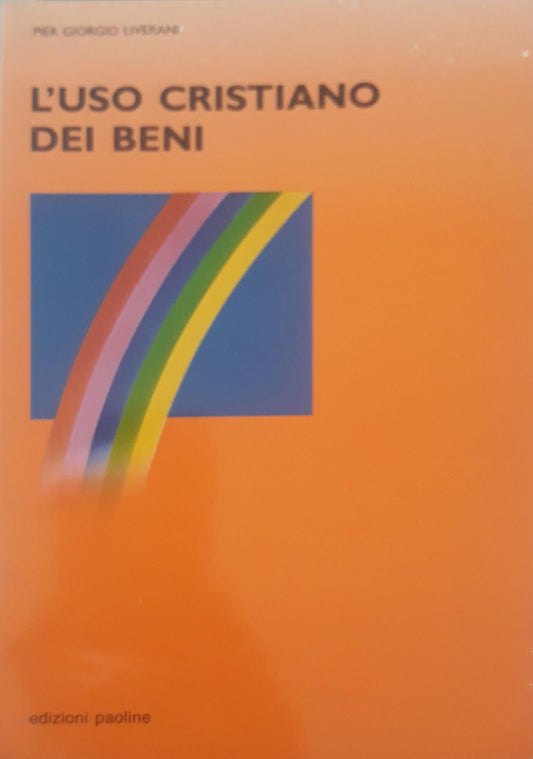 PIER GIORGIO LIVERANI
L'USO CRISTIANO
DEI BENI
edizioni paoline